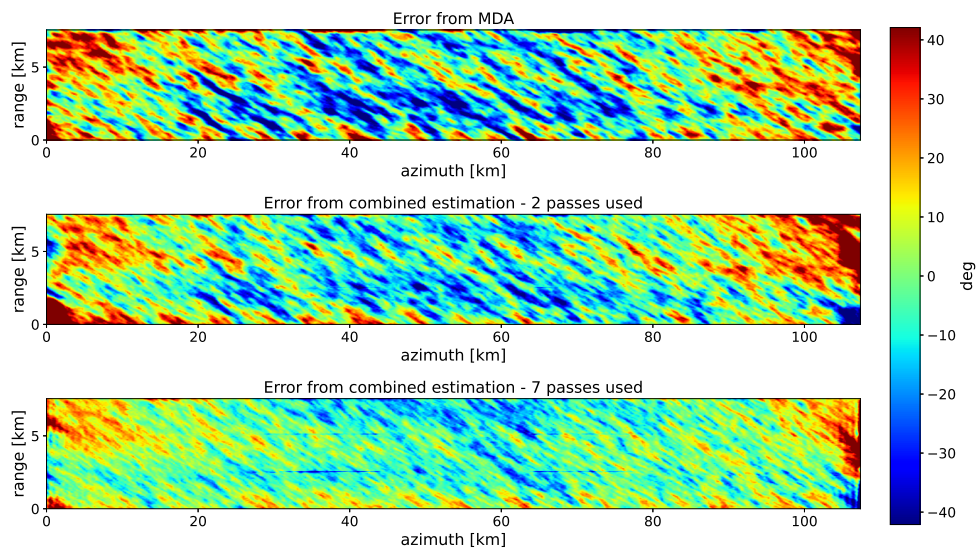 Error from MDA
range [km]
5
0
0 20 40 60 80 100
azimuth [km]
Error from combined estimation - 2 passes used
range [km]
5
0
0 20 40 60 80 100
azimuth [km]
Error from combined estimation - 7 passes used
range [km]
5
0
0 20 40 60 80 100
azimuth [km]
40
30
20
10
0
−10
−20
−30
−40
deg